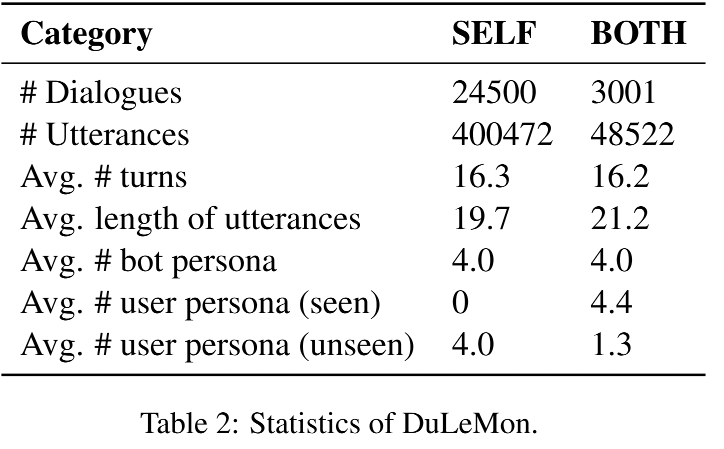 Category SELF BOTH
# Dialogues 24500 3001
# Utterances 400472 48522
Avg. # turns 16.3 16.2
Avg. length of utterances 19.7 21.2
Avg. # bot persona 4.0 4.0
Avg. # user persona (seen) 0 4.4
Avg. # user persona (unseen) 4.0 1.3
Table 2: Statistics of DuLeMon.